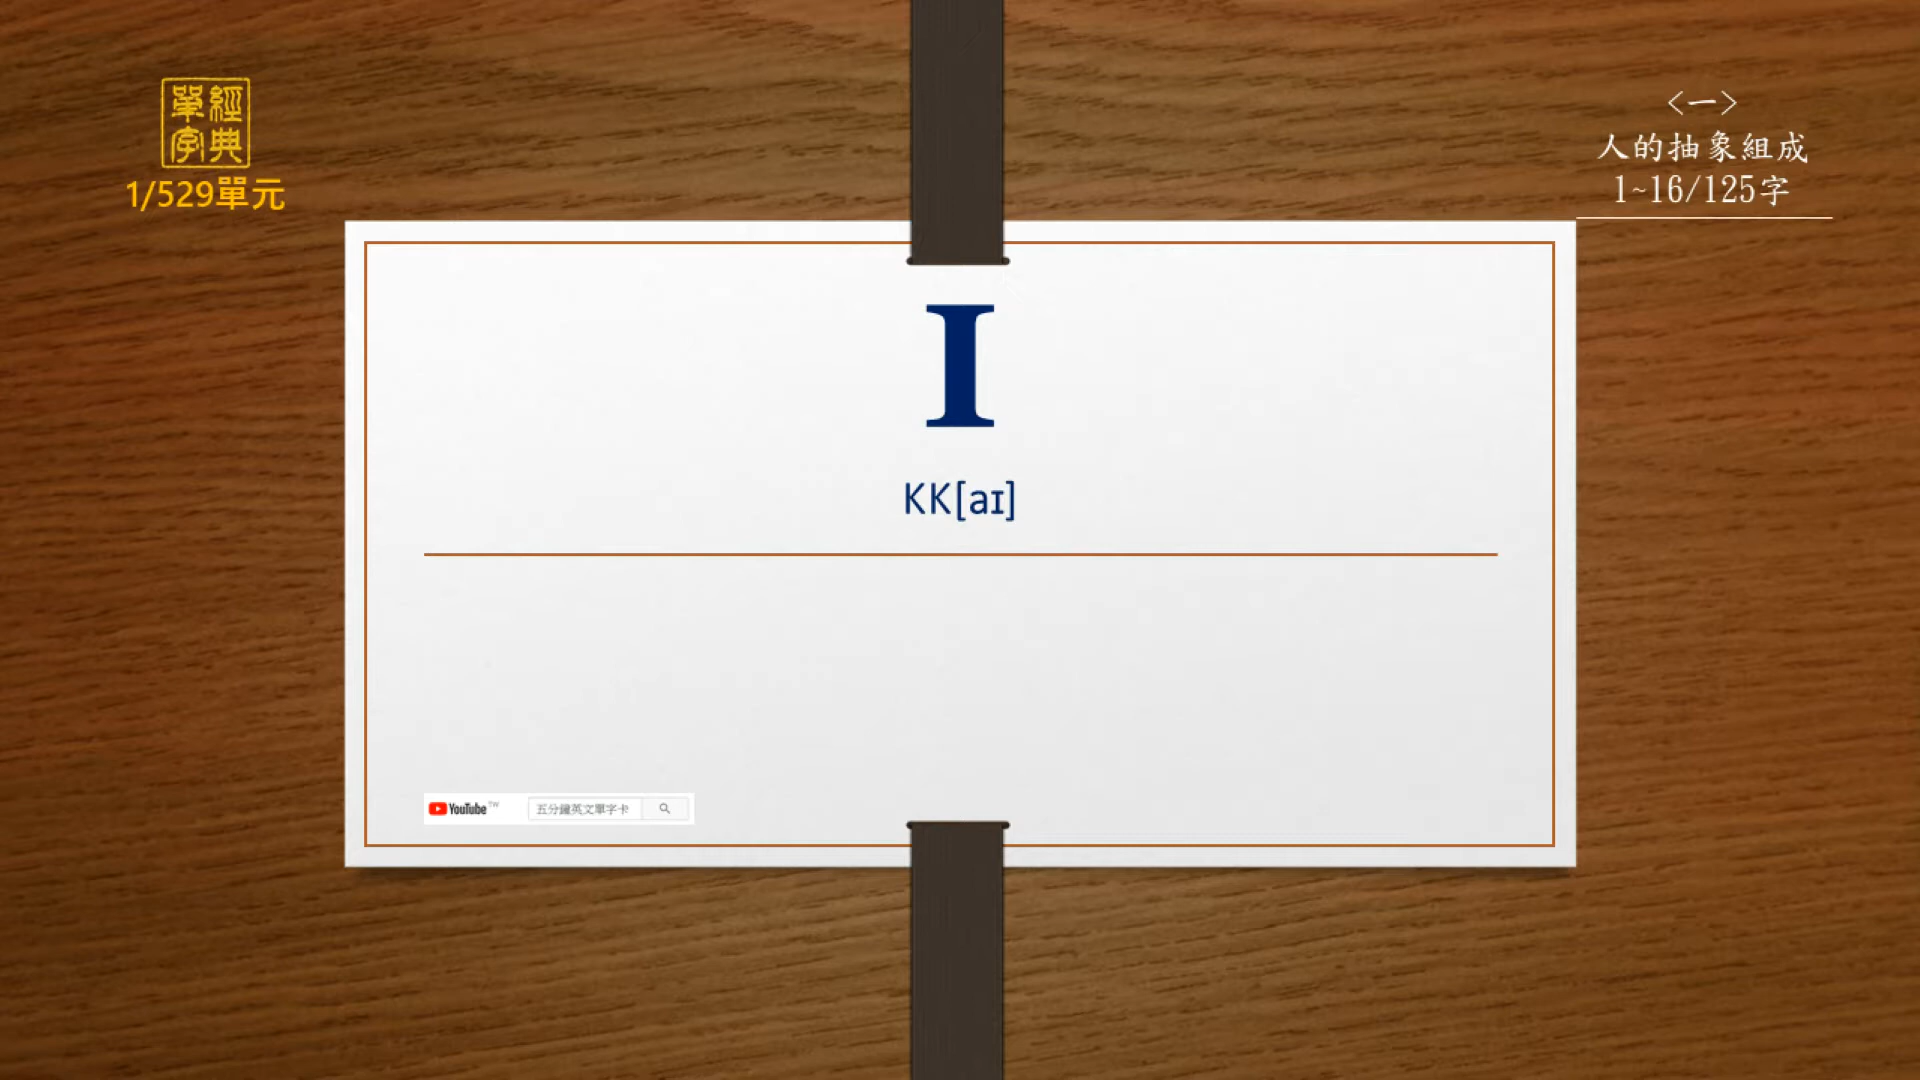 經典
單字
1/529單元
<一>
人的抽象組成
1~16/125字
I
KK[aɪ]
YouTube TW
五分鐘英文單字卡